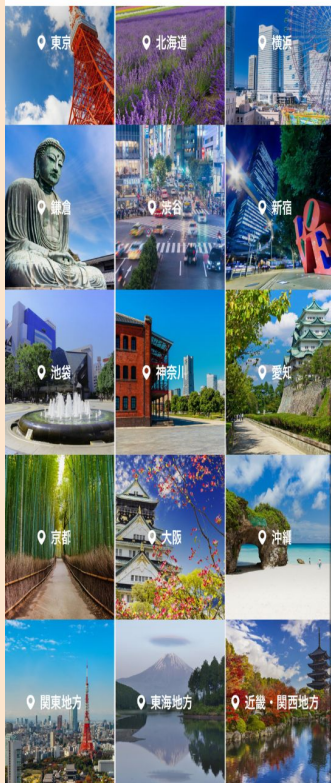 東京
北海道
横浜
鎌倉
渋谷
新宿
LOVE
池袋
神奈川
愛知
京都
大阪
沖縄
関東地方
東海地方
近畿・関西地方